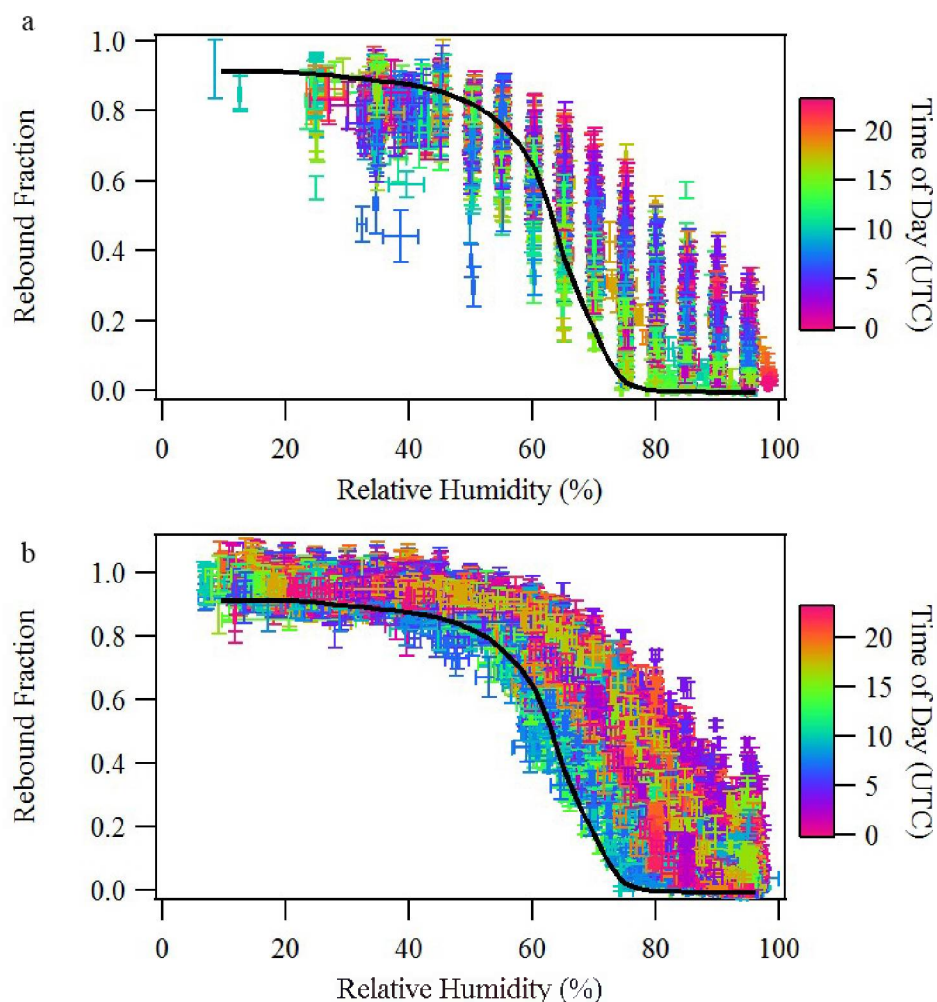 a
1.0
0.8
0.6
0.4
0.2
0.0
Rebound Fraction
0 20 40 60 80 100
Relative Humidity (%)
20
15
10
5
0
Time of Day (UTC)
b
1.0
0.8
0.6
0.4
0.2
0.0
Rebound Fraction
0 20 40 60 80 100
Relative Humidity (%)
20
15
10
5
0
Time of Day (UTC)